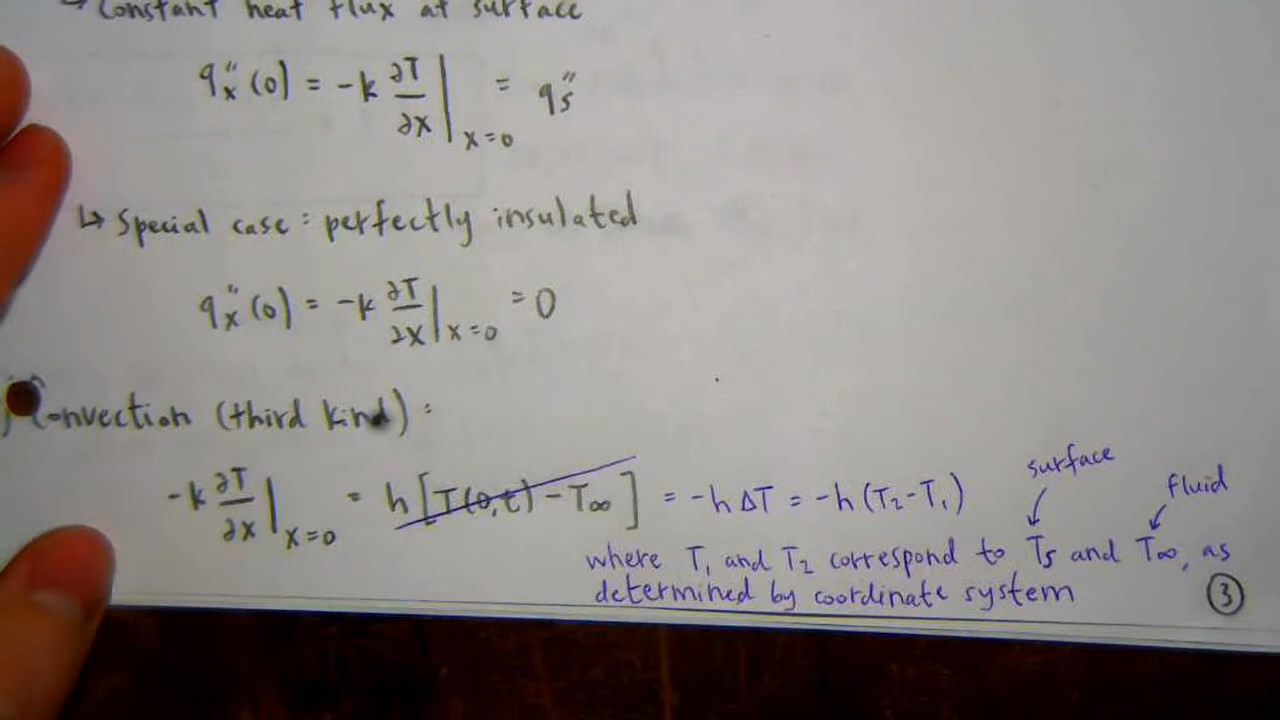 ↳ Constant heat flux at surface
q″ₓ(0) = -k ∂T/∂x |ₓ₌₀ = q″ₛ
↳ Special case: perfectly insulated
q″ₓ(0) = -k ∂T/∂x |ₓ₌₀ = 0
Convection (third kind):
-k ∂T/∂x |ₓ₌₀ = h[T(0,t) - T∞] = -hΔT = -h(T₂-T₁)
surface
fluid
where T₁ and T₂ correspond to Tₛ and T∞, as
determined by coordinate system
③